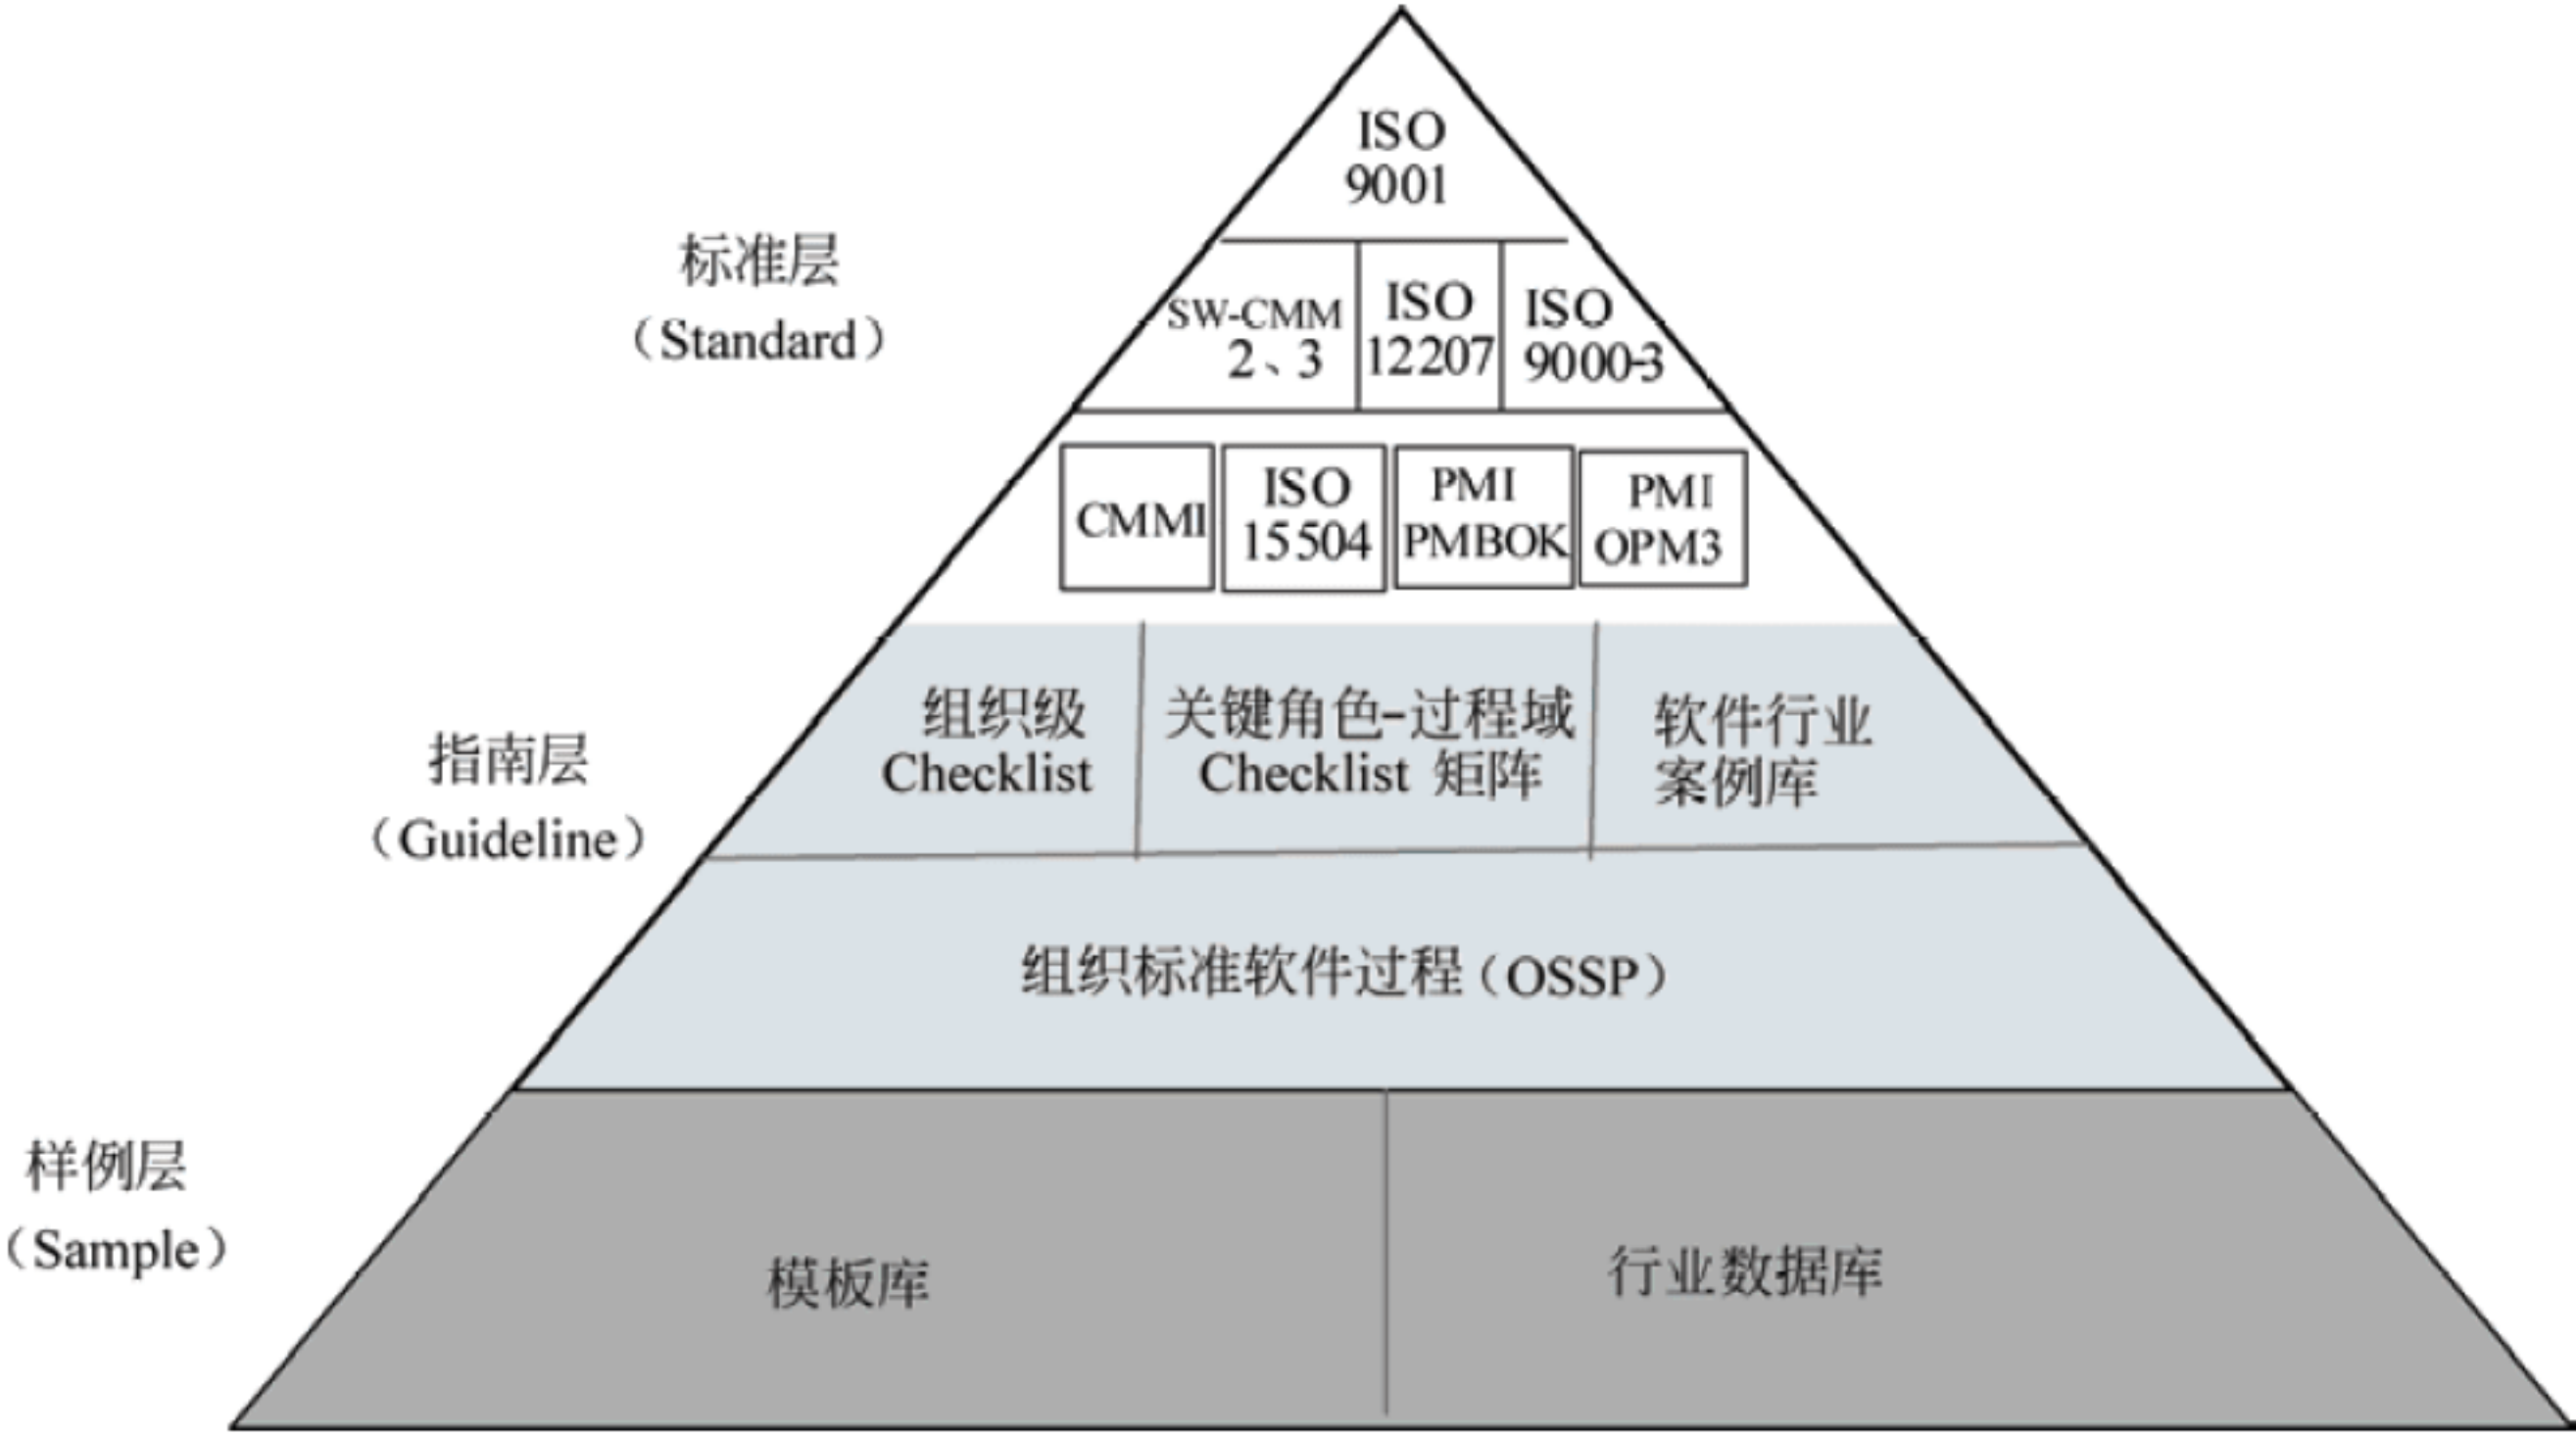 ISO
9001
标准层
（Standard）
SW-CMM
2、3
ISO
12207
ISO
9000-3
CMMI
ISO
15504
PMI
PMBOK
PMI
OPM3
指南层
（Guideline）
组织级
Checklist
关键角色-过程域
Checklist 矩阵
软件行业
案例库
组织标准软件过程（OSSP）
样例层
（Sample）
模板库
行业数据库